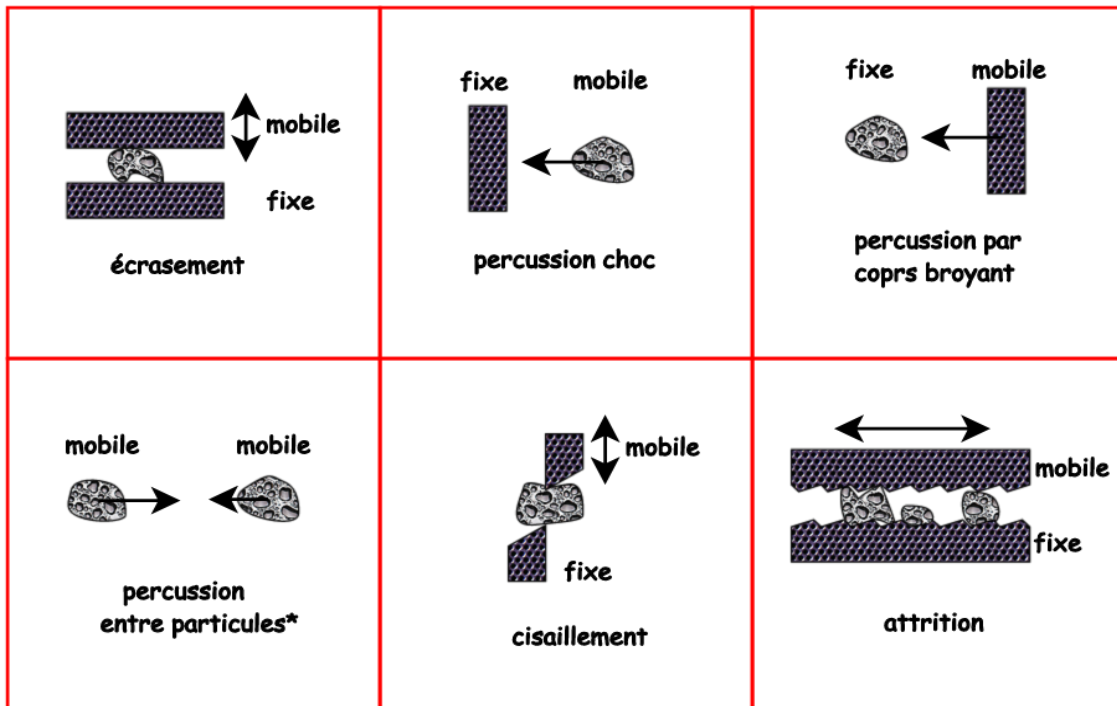 mobile
fixe
écrasement
fixe mobile
percussion choc
fixe mobile
percussion par
coprs broyant
mobile mobile
percussion
entre particules*
mobile
fixe
cisaillement
mobile
fixe
attrition